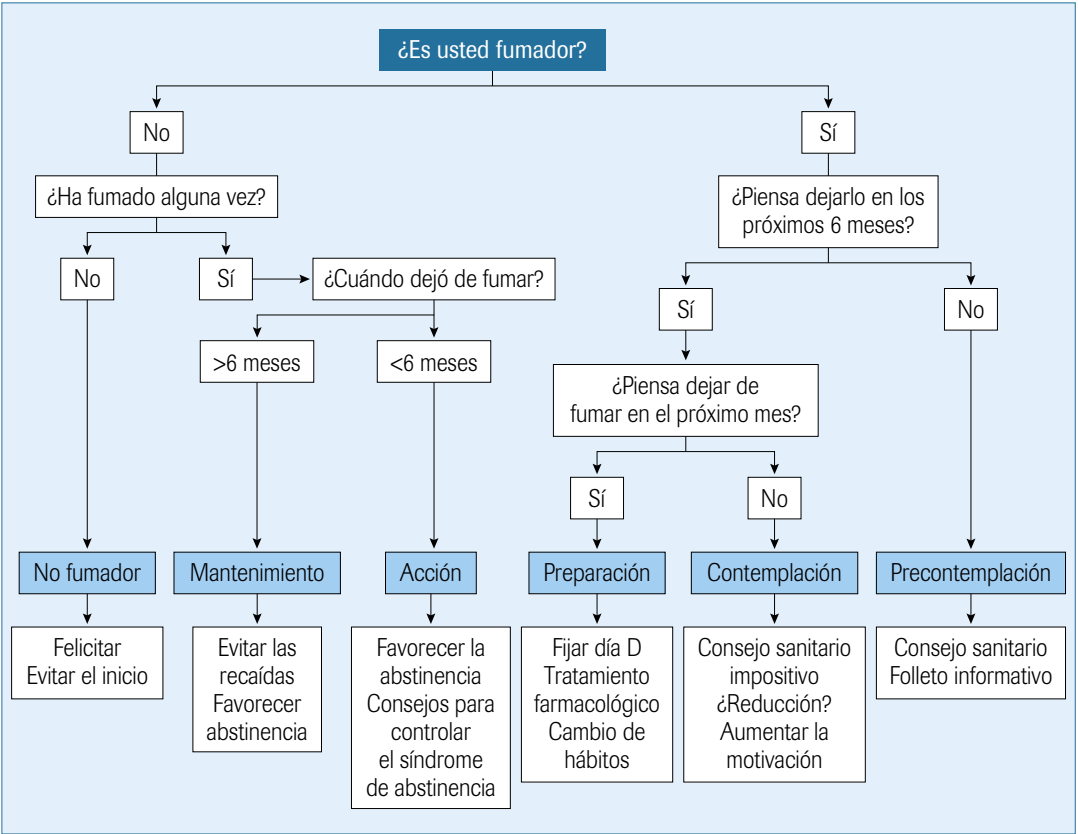 ¿Es usted fumador?
No
Sí
¿Ha fumado alguna vez?
¿Piensa dejarlo en los
próximos 6 meses?
No
Sí
¿Cuándo dejó de fumar?
Sí
No
>6 meses
<6 meses
¿Piensa dejar de
fumar en el próximo mes?
Sí
No
No fumador
Mantenimiento
Acción
Preparación
Contemplación
Precontemplación
Felicitar
Evitar el inicio
Evitar las
recaídas
Favorecer
abstinencia
Favorecer la
abstinencia
Consejos para
controlar
el síndrome
de abstinencia
Fijar día D
Tratamiento
farmacológico
Cambio de
hábitos
Consejo sanitario
impositivo
¿Reducción?
Aumentar la
motivación
Consejo sanitario
Folleto informativo